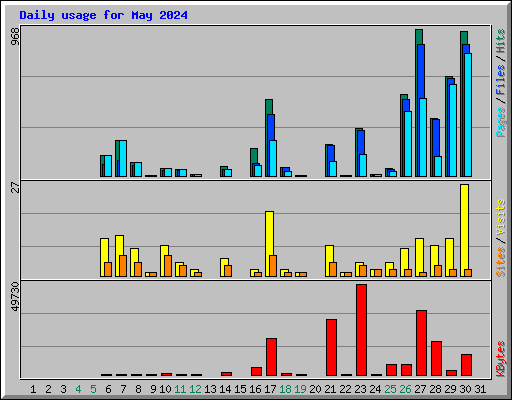 Daily usage for May 2024
968
Pages / Files / Hits
27
Sites / Visits
49730
KBytes
1 2 3 4 5 6 7 8 9 10 11 12 13 14 15 16 17 18 19 20 21 22 23 24 25 26 27 28 29 30 31